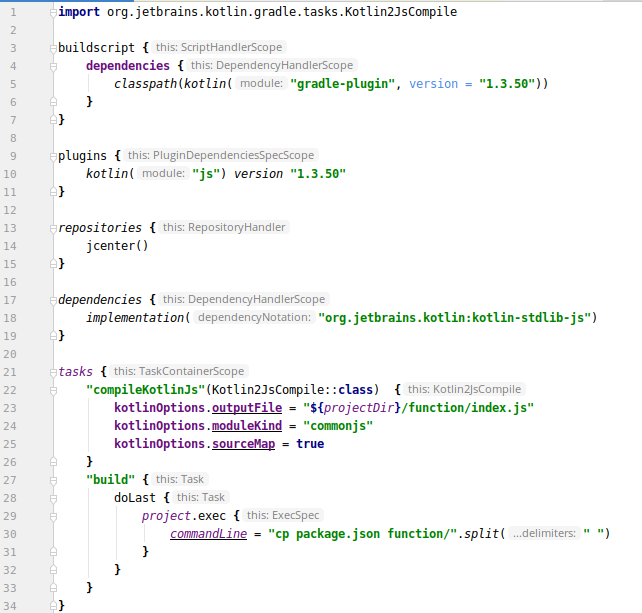 1 import org.jetbrains.kotlin.gradle.tasks.Kotlin2JsCompile
2
3 buildscript { this: ScriptHandlerScope
4     dependencies { this: DependencyHandlerScope
5         classpath(kotlin( module: "gradle-plugin", version = "1.3.50"))
6     }
7 }
8
9 plugins { this: PluginDependenciesSpecScope
10     kotlin( module: "js") version "1.3.50"
11 }
12
13 repositories { this: RepositoryHandler
14     jcenter()
15 }
16
17 dependencies { this: DependencyHandlerScope
18     implementation( dependencyNotation: "org.jetbrains.kotlin:kotlin-stdlib-js")
19 }
20
21 tasks { this: TaskContainerScope
22     "compileKotlinJs"(Kotlin2JsCompile::class) { this: Kotlin2JsCompile
23         kotlinOptions.outputFile = "${projectDir}/function/index.js"
24         kotlinOptions.moduleKind = "commonjs"
25         kotlinOptions.sourceMap = true
26     }
27     "build" { this: Task
28         doLast { this: Task
29             project.exec { this: ExecSpec
30                 commandLine = "cp package.json function/".split( ...delimiters: " ")
31             }
32         }
33     }
34 }